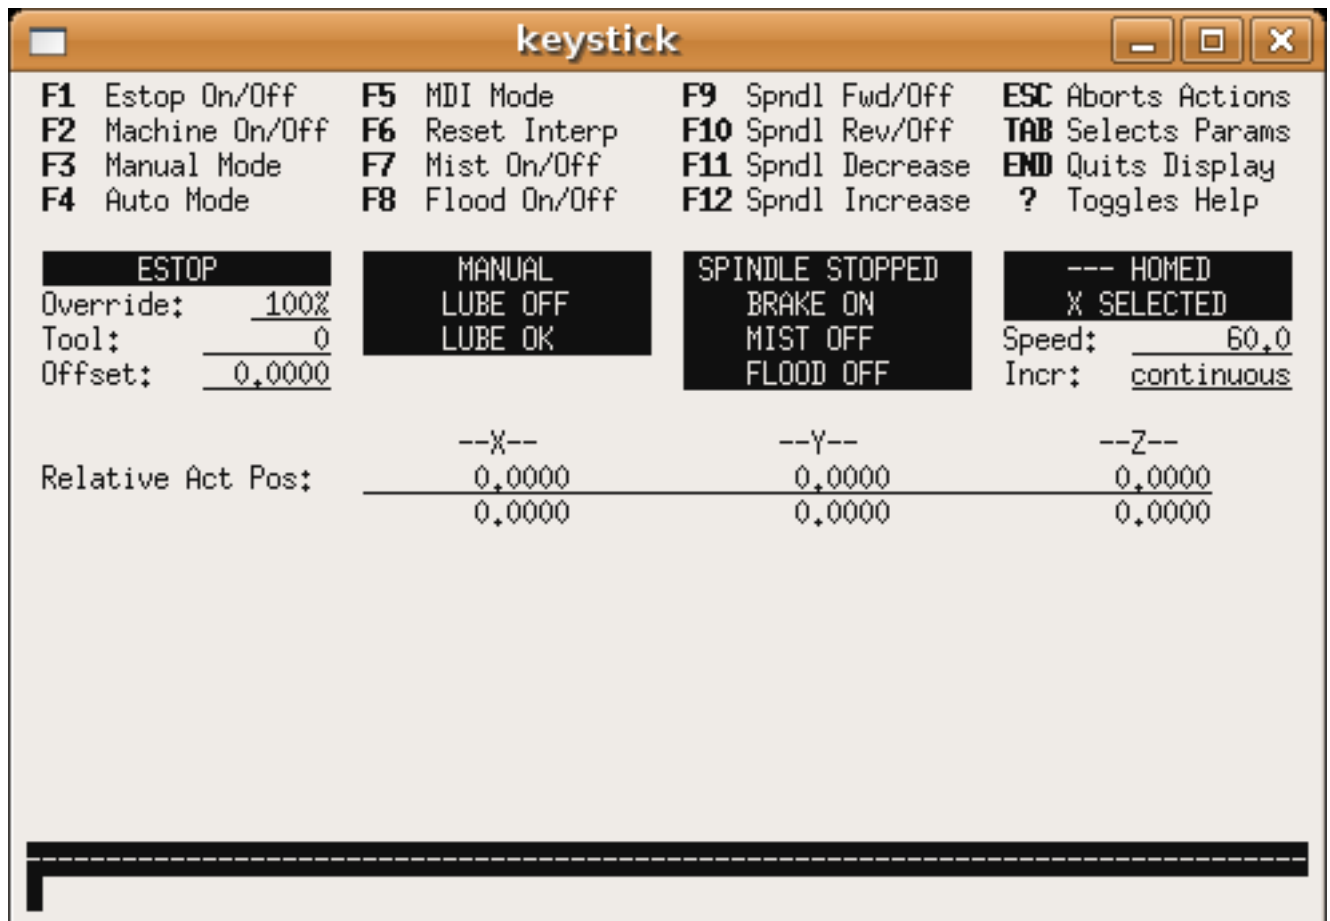 keystick
F1 Estop On/Off F5 MDI Mode F9 Spndl Fwd/Off ESC Aborts Actions
F2 Machine On/Off F6 Reset Interp F10 Spndl Rev/Off TAB Selects Params
F3 Manual Mode F7 Mist On/Off F11 Spndl Decrease END Quits Display
F4 Auto Mode F8 Flood On/Off F12 Spndl Increase ? Toggles Help
ESTOP MANUAL SPINDLE STOPPED --- HOMED
Override: 100% LUBE OFF BRAKE ON X SELECTED
Tool: 0 LUBE OK MIST OFF Speed: 60.0
Offset: 0.0000 FLOOD OFF Incr: continuous
--X-- --Y-- --Z--
Relative Act Pos: 0.0000 0.0000 0.0000
0.0000 0.0000 0.0000
--------------------------------------------------------------------------------